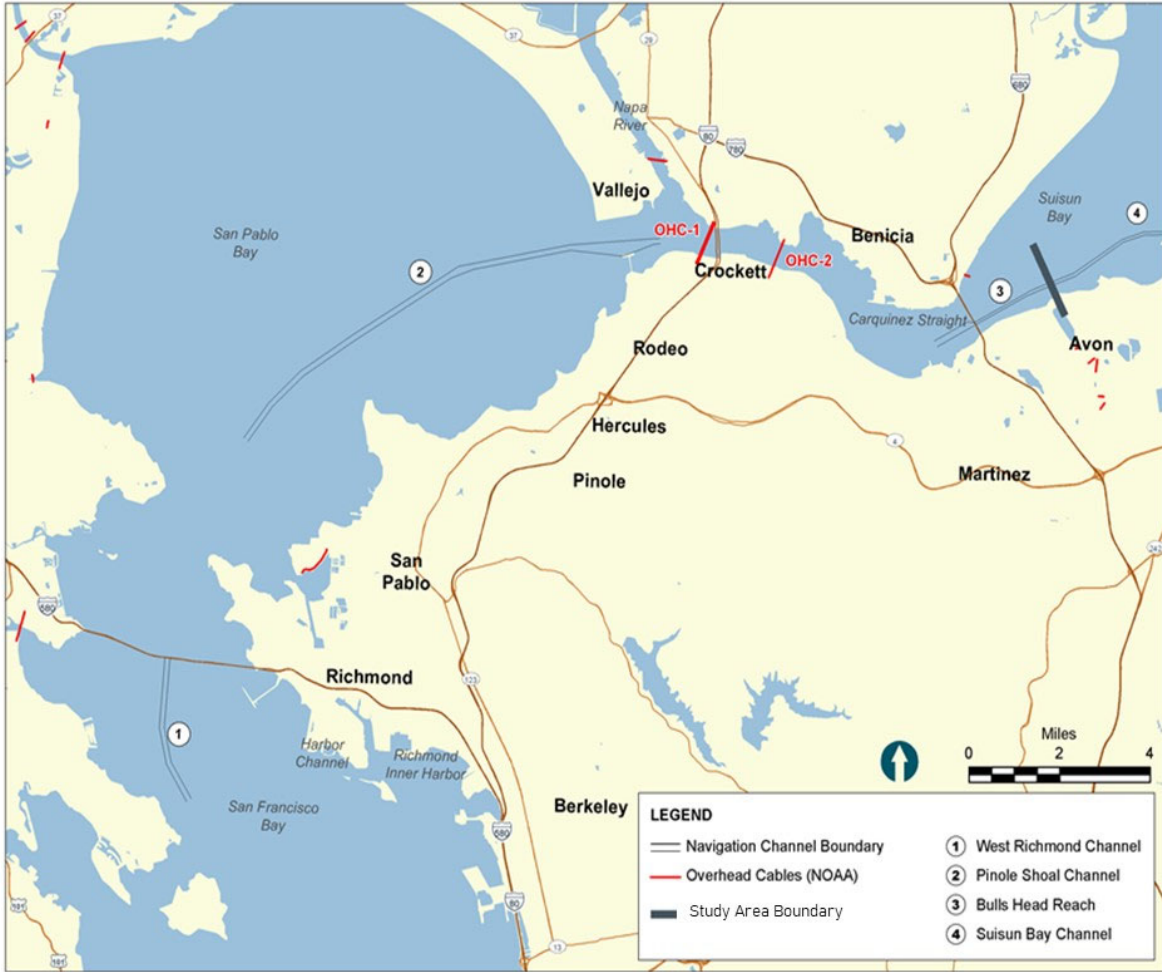 37
37
29
Napa
River
80
780
680
Vallejo
Suisun
Bay
4
San Pablo
Bay
OHC-1
Benicia
2
OHC-2
Crockett
3
Carquinez Straight
Avon
Rodeo
Hercules
4
Martinez
Pinole
San
Pablo
242
580
Richmond
123
1
Harbor
Channel
Richmond
Inner Harbor
Miles
0 2 4
San Francisco
Bay
Berkeley
580
80
13
101
101
LEGEND
Navigation Channel Boundary
Overhead Cables (NOAA)
Study Area Boundary
1 West Richmond Channel
2 Pinole Shoal Channel
3 Bulls Head Reach
4 Suisun Bay Channel